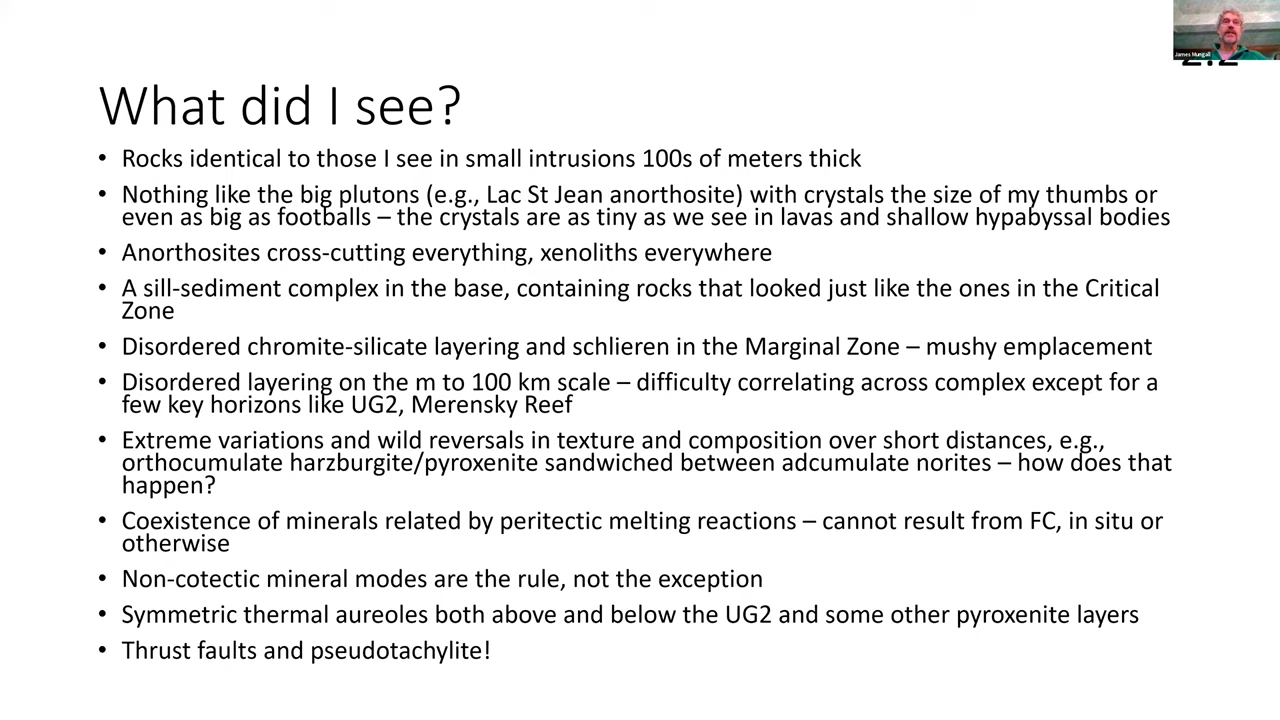 James Mungall
What did I see?
• Rocks identical to those I see in small intrusions 100s of meters thick
• Nothing like the big plutons (e.g., Lac St Jean anorthosite) with crystals the size of my thumbs or
even as big as footballs – the crystals are as tiny as we see in lavas and shallow hypabyssal bodies
• Anorthosites cross-cutting everything, xenoliths everywhere
• A sill-sediment complex in the base, containing rocks that looked just like the ones in the Critical
Zone
• Disordered chromite-silicate layering and schlieren in the Marginal Zone – mushy emplacement
• Disordered layering on the m to 100 km scale – difficulty correlating across complex except for a
few key horizons like UG2, Merensky Reef
• Extreme variations and wild reversals in texture and composition over short distances, e.g.,
orthocumulate harzburgite/pyroxenite sandwiched between adcumulate norites – how does that
happen?
• Coexistence of minerals related by peritectic melting reactions – cannot result from FC, in situ or
otherwise
• Non-cotectic mineral modes are the rule, not the exception
• Symmetric thermal aureoles both above and below the UG2 and some other pyroxenite layers
• Thrust faults and pseudotachylite!